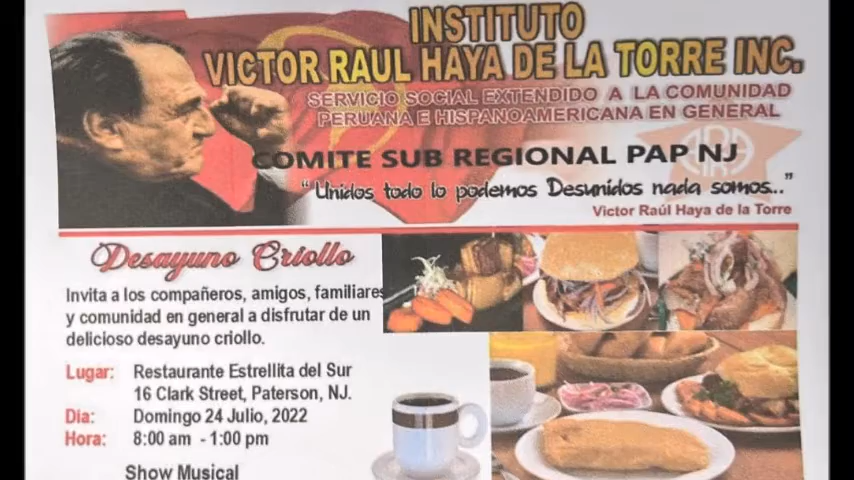 INSTITUTO
VICTOR RAUL HAYA DE LA TORRE INC.
SERVICIO SOCIAL EXTENDIDO A LA COMUNIDAD
PERUANA E HISPANOAMERICANA EN GENERAL
COMITE SUB REGIONAL PAP NJ
"Unidos todo lo podemos Desunidos nada somos..."
Victor Raúl Haya de la Torre
Desayuno Criollo
Invita a los compañeros, amigos, familiares
y comunidad en general a disfrutar de un
delicioso desayuno criollo.
Lugar: Restaurante Estrellita del Sur
16 Clark Street, Paterson, NJ.
Dia: Domingo 24 Julio, 2022
Hora: 8:00 am - 1:00 pm
Show Musical